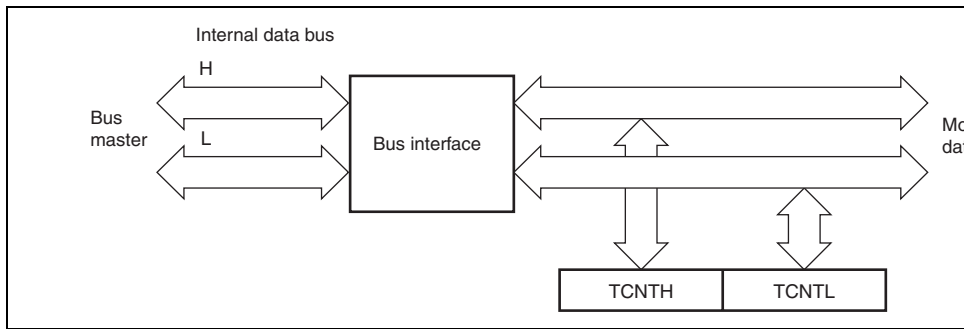 Internal data bus
H
Bus
master
L
Bus interface
TCNTH
TCNTL